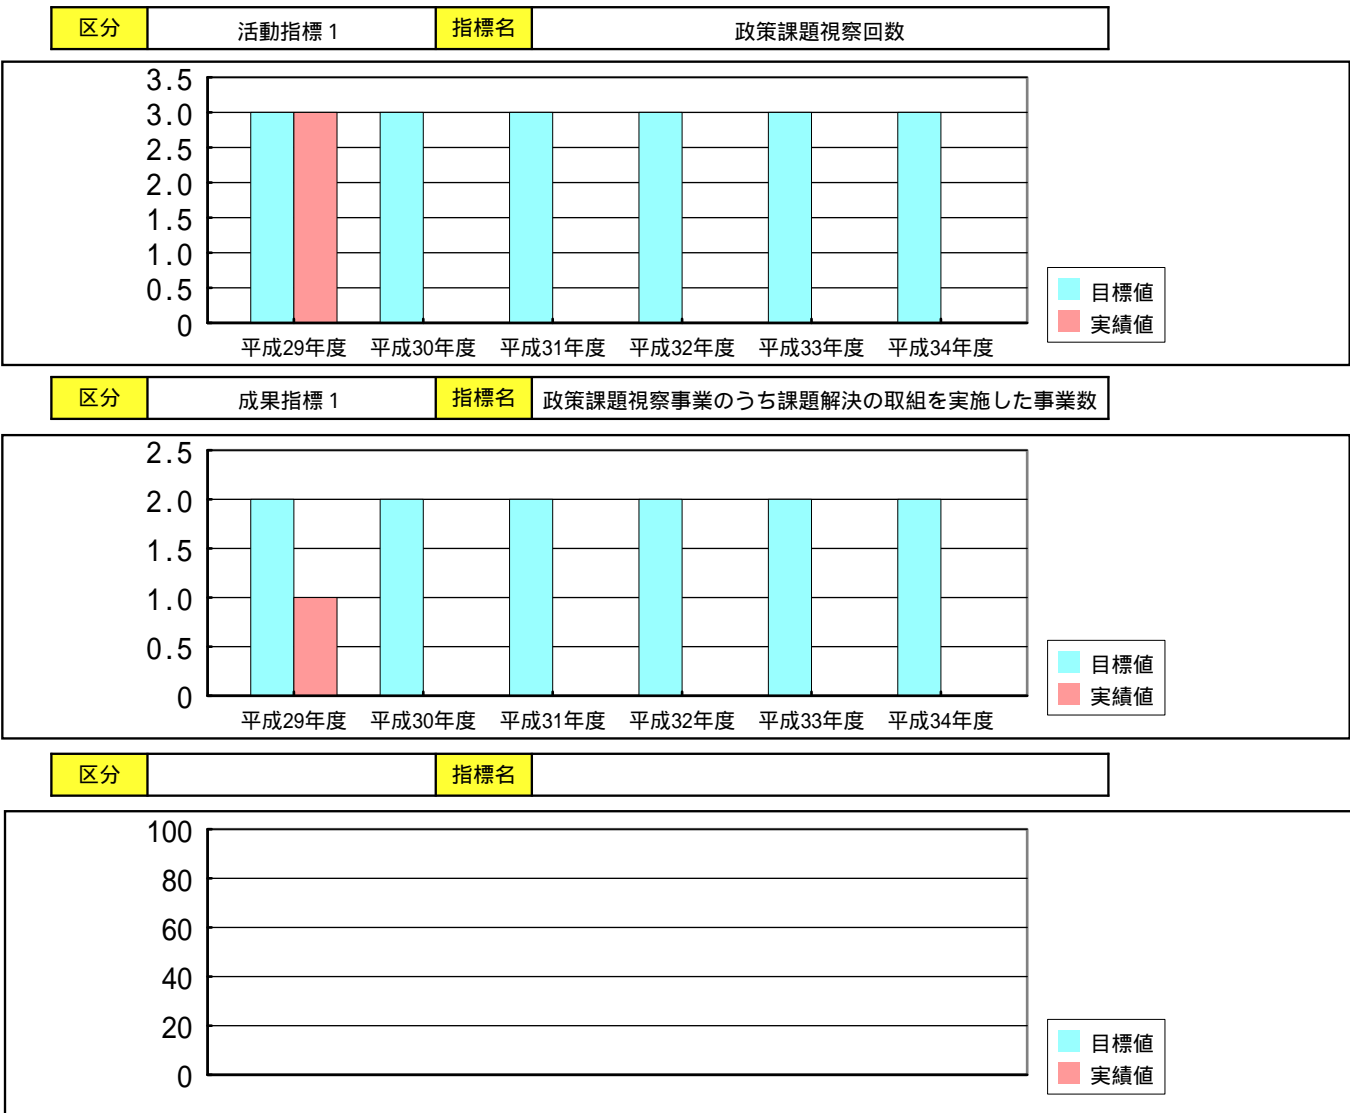 区分 活動指標１ 指標名 政策課題視察回数
3.5
3.0
2.5
2.0
1.5
1.0
0.5
0
平成29年度 平成30年度 平成31年度 平成32年度 平成33年度 平成34年度
目標値
実績値
区分 成果指標１ 指標名 政策課題視察事業のうち課題解決の取組を実施した事業数
2.5
2.0
1.5
1.0
0.5
0
平成29年度 平成30年度 平成31年度 平成32年度 平成33年度 平成34年度
目標値
実績値
区分 指標名
100
80
60
40
20
0
目標値
実績値